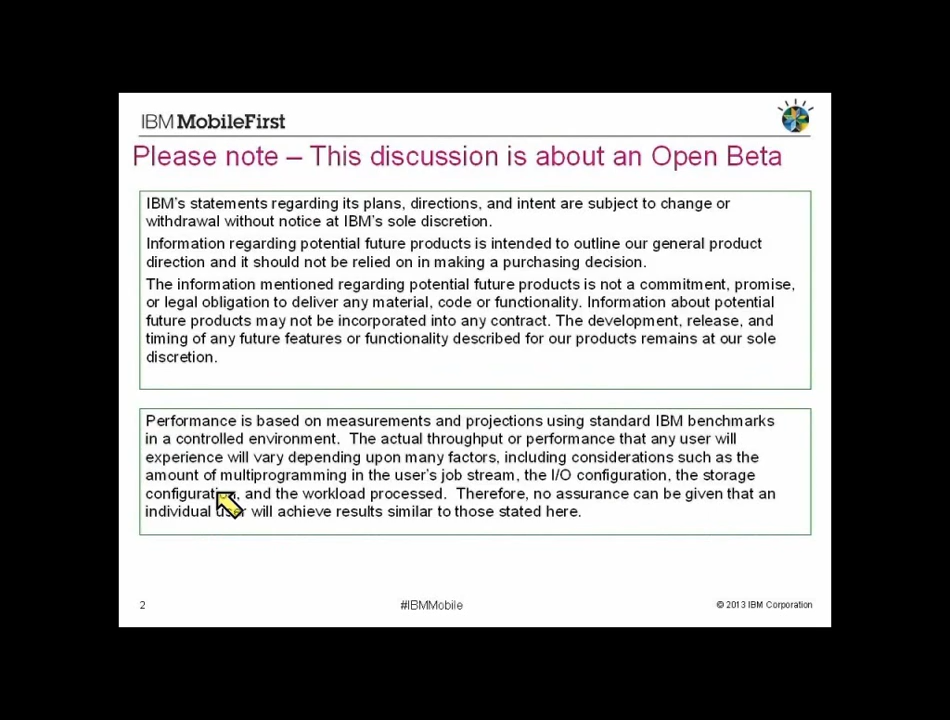 IBM MobileFirst
Please note – This discussion is about an Open Beta
IBM's statements regarding its plans, directions, and intent are subject to change or
withdrawal without notice at IBM's sole discretion.
Information regarding potential future products is intended to outline our general product
direction and it should not be relied on in making a purchasing decision.
The information mentioned regarding potential future products is not a commitment, promise,
or legal obligation to deliver any material, code or functionality. Information about potential
future products may not be incorporated into any contract. The development, release, and
timing of any future features or functionality described for our products remains at our sole
discretion.
Performance is based on measurements and projections using standard IBM benchmarks
in a controlled environment.  The actual throughput or performance that any user will
experience will vary depending upon many factors, including considerations such as the
amount of multiprogramming in the user's job stream, the I/O configuration, the storage
configuration, and the workload processed.  Therefore, no assurance can be given that an
individual user will achieve results similar to those stated here.
2
#IBMMobile
© 2013 IBM Corporation